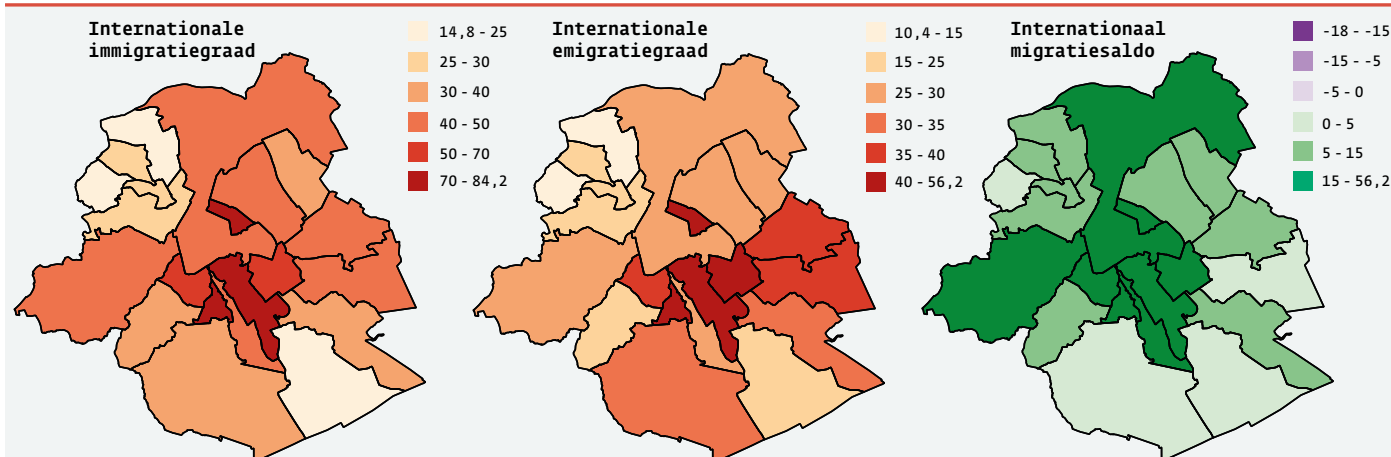 Internationale
immigratiegraad
14,8 - 25
25 - 30
30 - 40
40 - 50
50 - 70
70 - 84,2
Internationale
emigratiegraad
10,4 - 15
15 - 25
25 - 30
30 - 35
35 - 40
40 - 56,2
Internationaal
migratiesaldo
-18 - -15
-15 - -5
-5 - 0
0 - 5
5 - 15
15 - 56,2